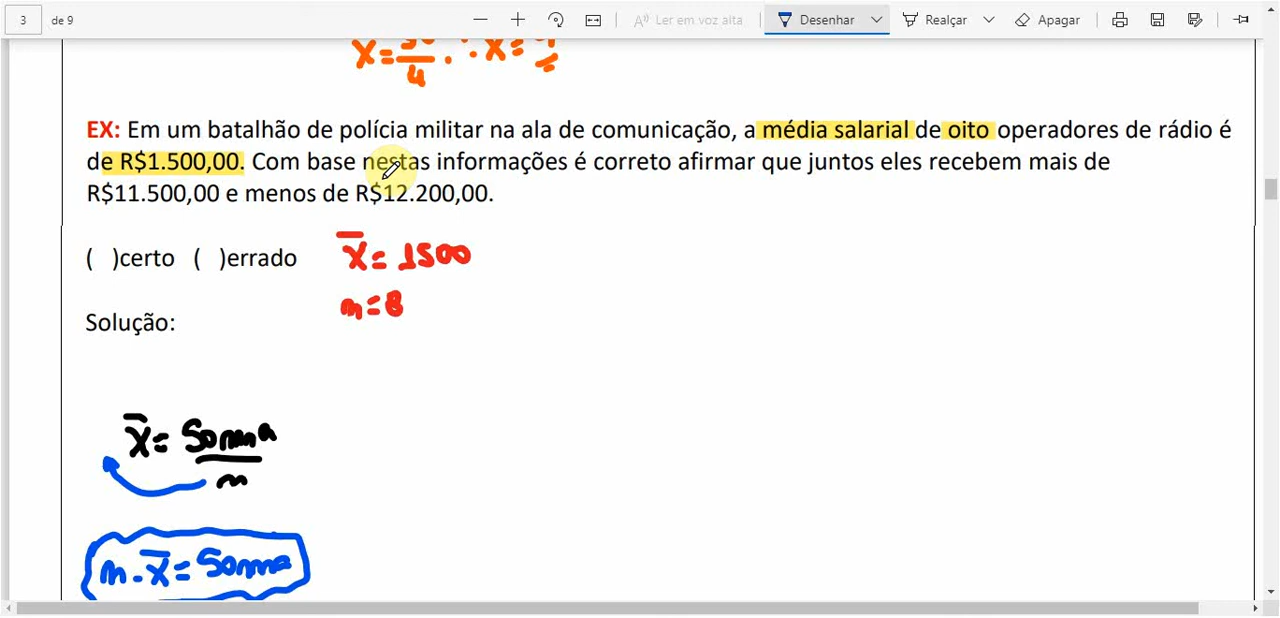 3 de 9 Ler em voz alta Desenhar Realçar Apagar
EX: Em um batalhão de polícia militar na ala de comunicação, a média salarial de oito operadores de rádio é
de R$1.500,00. Com base nestas informações é correto afirmar que juntos eles recebem mais de
R$11.500,00 e menos de R$12.200,00.
( )certo ( )errado
X̅ = 1500
n = 8
Solução:
X̅ = Soma
n
n . X̅ = Soma